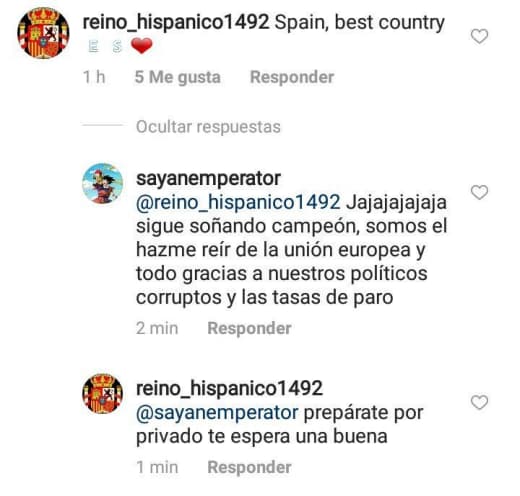 reino_hispanico1492 Spain, best country
🇪 🇸 ❤️
1 h 5 Me gusta Responder
Ocultar respuestas
sayanemperator
@reino_hispanico1492 Jajajajajaja
sigue soñando campeón, somos el
hazme reír de la unión europea y
todo gracias a nuestros políticos
corruptos y las tasas de paro
2 min Responder
reino_hispanico1492
@sayanemperator prepárate por
privado te espera una buena
1 min Responder